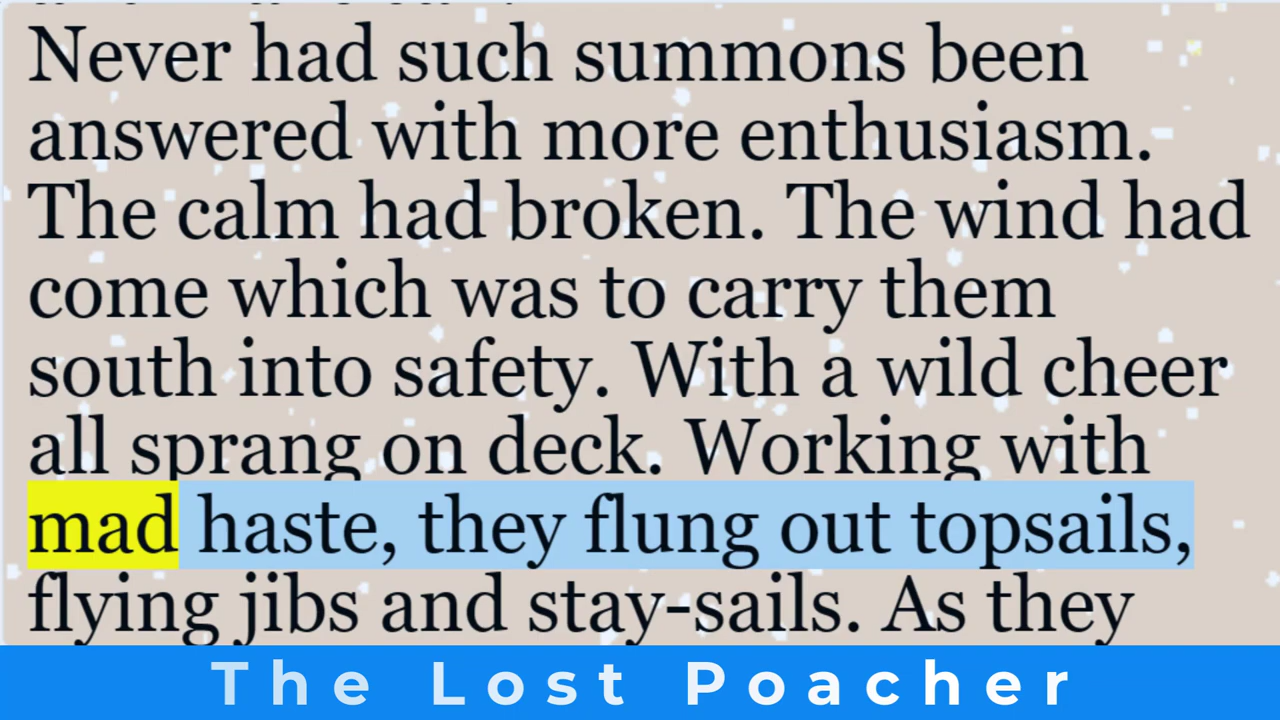 Never had such summons been
answered with more enthusiasm.
The calm had broken. The wind had
come which was to carry them
south into safety. With a wild cheer
all sprang on deck. Working with
mad haste, they flung out topsails,
flying jibs and stay-sails. As they
The Lost Poacher